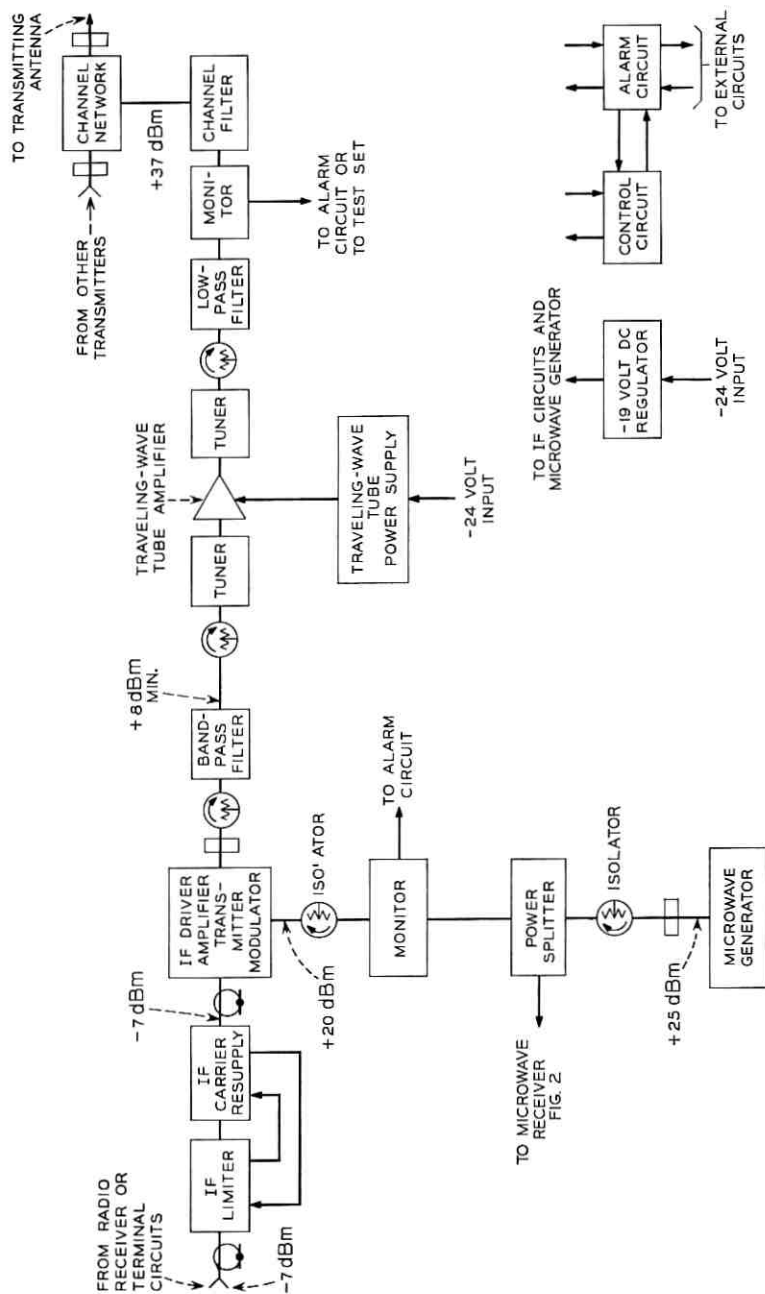 FROM RADIO
RECEIVER OR
TERMINAL
CIRCUITS
-7 dBm
IF
LIMITER
IF
CARRIER
RESUPPLY
-7 dBm
IF DRIVER
AMPLIFIER
TRANS-
MITTER
MODULATOR
+20 dBm
ISO'ATOR
MONITOR
TO ALARM
CIRCUIT
POWER
SPLITTER
TO MICROWAVE
RECEIVER
FIG. 2
ISOLATOR
+25 dBm
MICROWAVE
GENERATOR
BAND-
PASS
FILTER
+8 dBm
MIN.
TUNER
TRAVELING-WAVE
TUBE AMPLIFIER
TRAVELING-WAVE
TUBE
POWER SUPPLY
-24 VOLT
INPUT
TUNER
LOW-
PASS
FILTER
MONI-
TOR
TO ALARM
CIRCUIT OR
TO TEST SET
CHANNEL
FILTER
+37 dBm
CHANNEL
NETWORK
FROM OTHER
TRANSMITTERS
TO TRANSMITTING
ANTENNA
TO IF CIRCUITS AND
MICROWAVE GENERATOR
-19 VOLT DC
REGULATOR
-24 VOLT
INPUT
CONTROL
CIRCUIT
ALARM
CIRCUIT
TO EXTERNAL
CIRCUITS